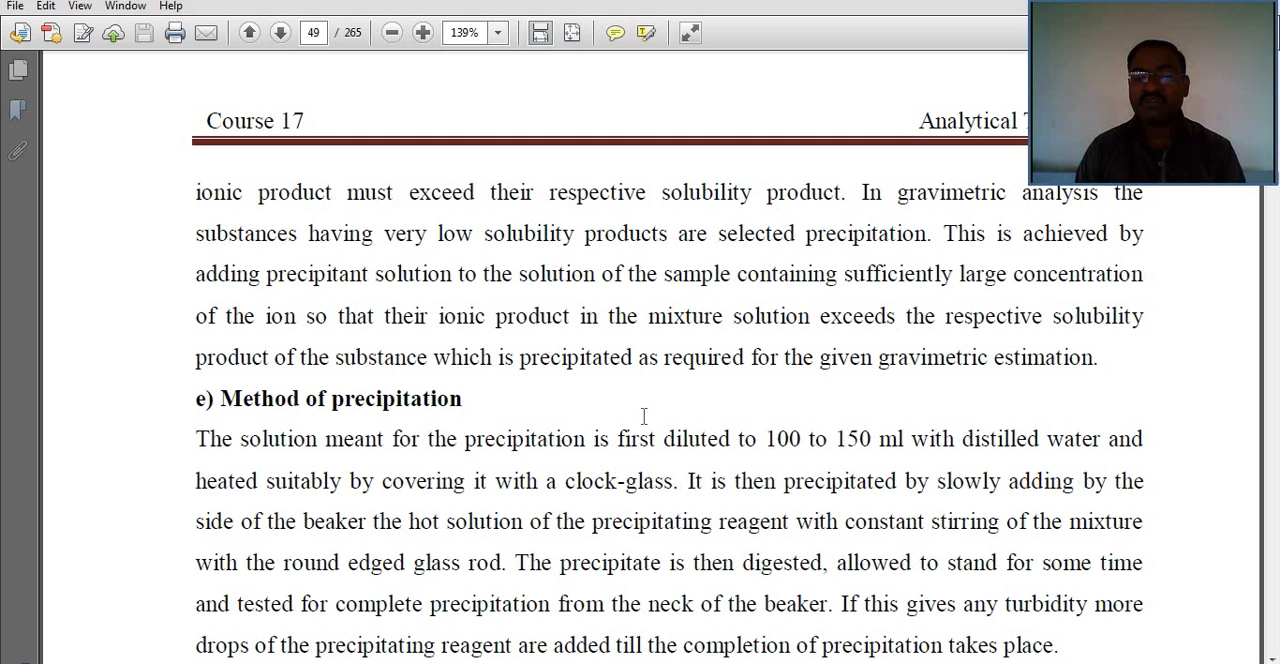 File Edit View Window Help
49 / 265 139%
Course 17 Analytical
ionic product must exceed their respective solubility product. In gravimetric analysis the
substances having very low solubility products are selected precipitation. This is achieved by
adding precipitant solution to the solution of the sample containing sufficiently large concentration
of the ion so that their ionic product in the mixture solution exceeds the respective solubility
product of the substance which is precipitated as required for the given gravimetric estimation.
e) Method of precipitation
The solution meant for the precipitation is first diluted to 100 to 150 ml with distilled water and
heated suitably by covering it with a clock-glass. It is then precipitated by slowly adding by the
side of the beaker the hot solution of the precipitating reagent with constant stirring of the mixture
with the round edged glass rod. The precipitate is then digested, allowed to stand for some time
and tested for complete precipitation from the neck of the beaker. If this gives any turbidity more
drops of the precipitating reagent are added till the completion of precipitation takes place.